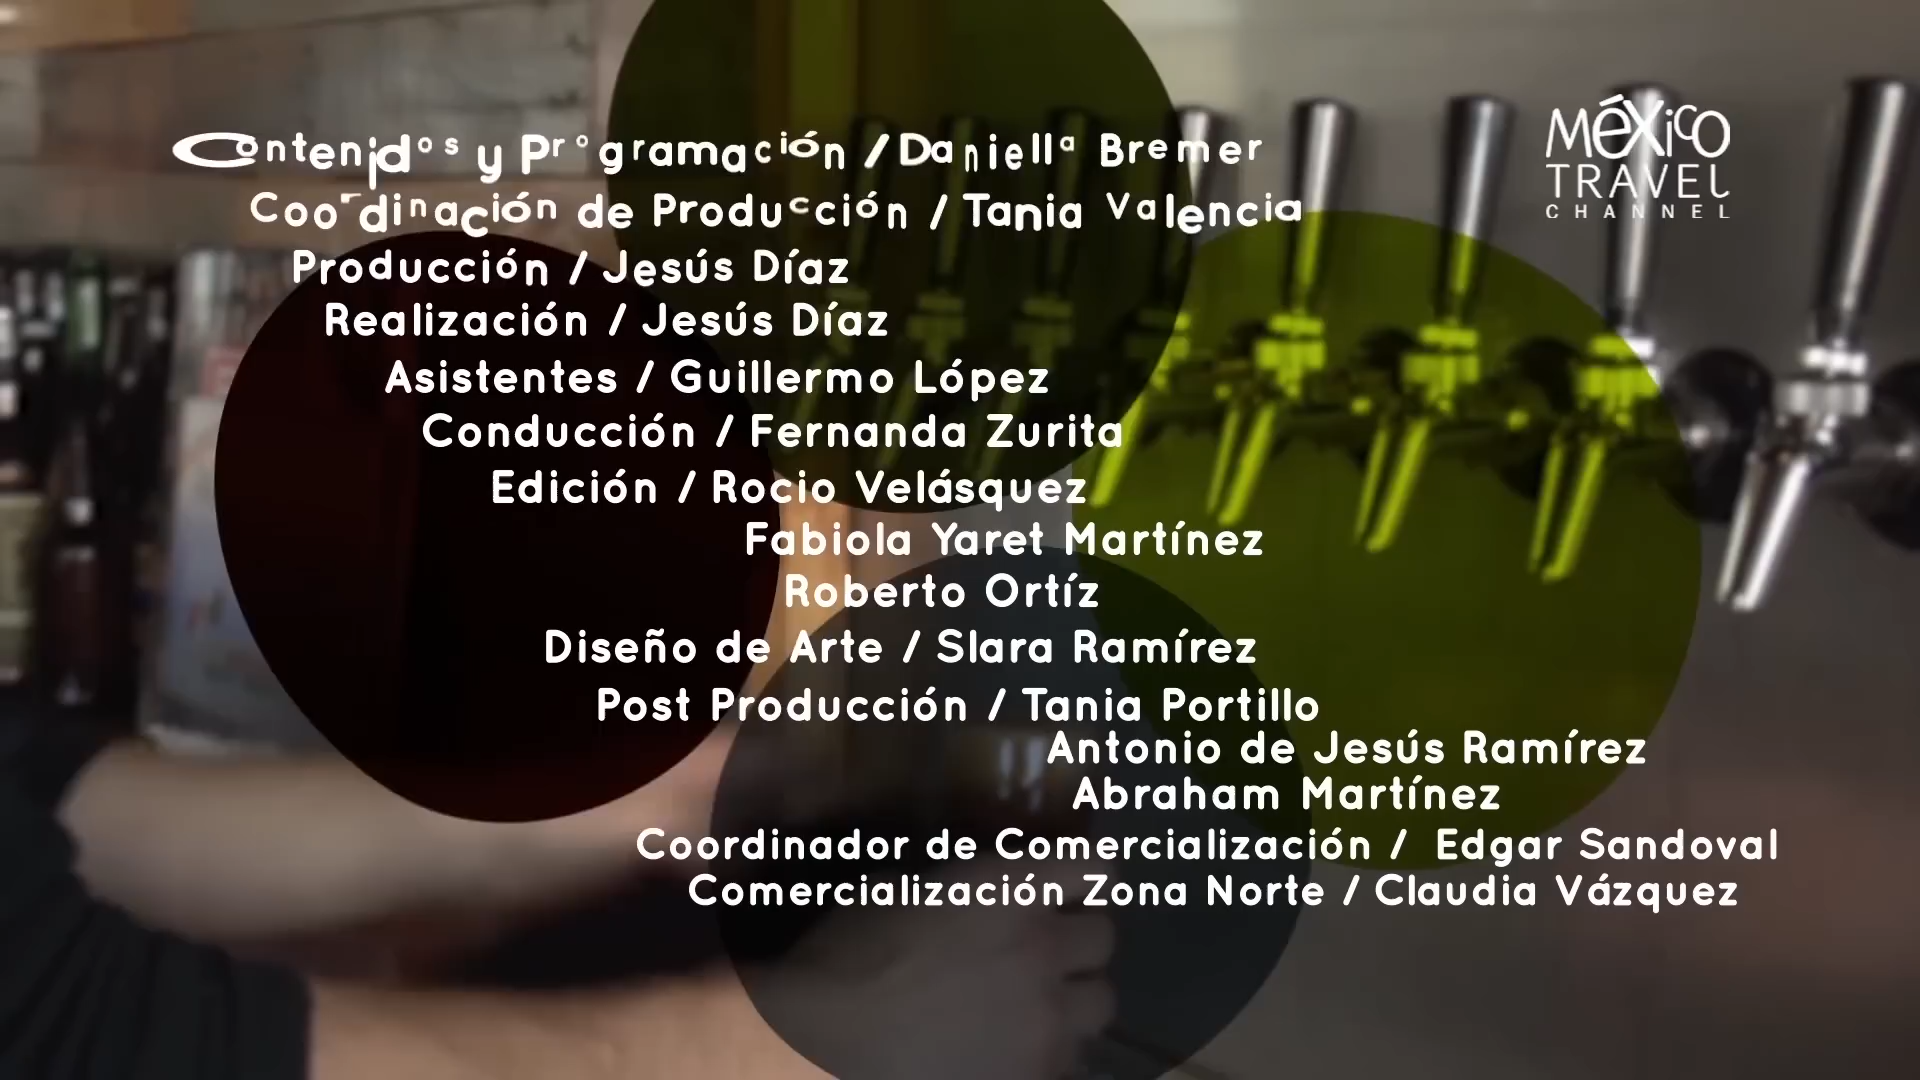 Contenidos y Programación / Daniella Bremer
Coordinación de Producción / Tania Valencia
Producción / Jesús Díaz
Realización / Jesús Díaz
Asistentes / Guillermo López
Conducción / Fernanda Zurita
Edición / Rocio Velásquez
Fabiola Yaret Martínez
Roberto Ortíz
Diseño de Arte / Slara Ramírez
Post Producción / Tania Portillo
Antonio de Jesús Ramírez
Abraham Martínez
Coordinador de Comercialización / Edgar Sandoval
Comercialización Zona Norte / Claudia Vázquez
MéXicO
TRAVEL
CHANNEL